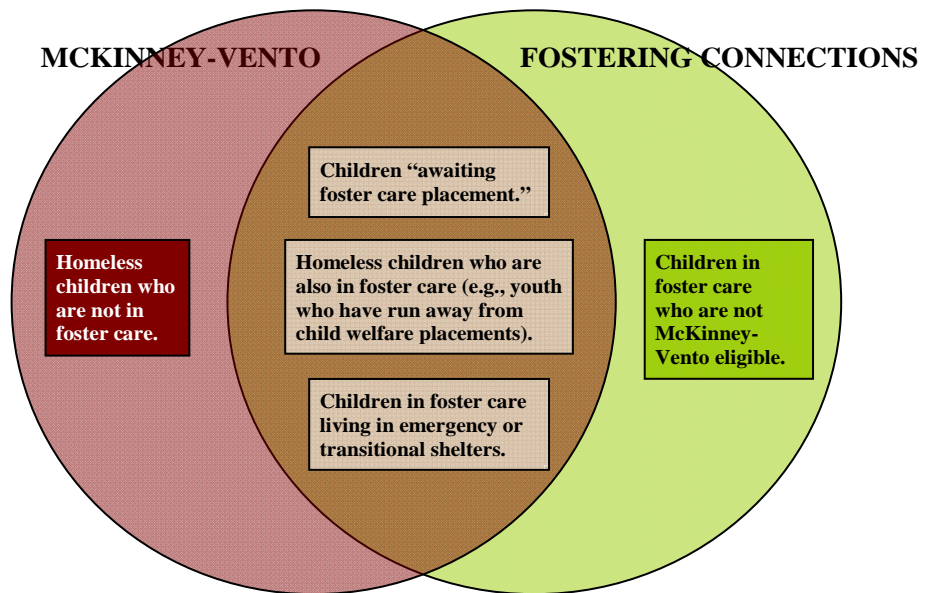 MCKINNEY-VENTO
FOSTERING CONNECTIONS
Children “awaiting
foster care placement.”
Homeless
children who
are not in
foster care.
Homeless children who are
also in foster care (e.g., youth
who have run away from
child welfare placements).
Children in
foster care
who are not
McKinney-
Vento eligible.
Children in foster care
living in emergency or
transitional shelters.